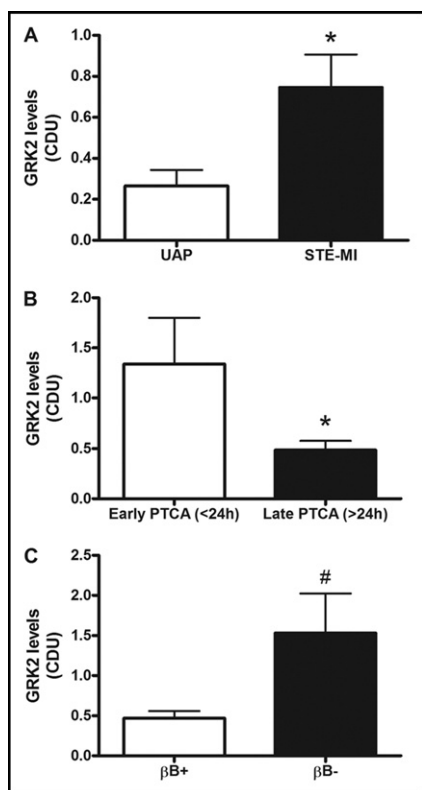 A
GRK2 levels
(CDU)
1.0
0.8
0.6
0.4
0.2
0.0
*
UAP STE-MI
B
GRK2 levels
(CDU)
2.0
1.5
1.0
0.5
0.0
*
Early PTCA (<24h) Late PTCA (>24h)
C
GRK2 levels
(CDU)
2.5
2.0
1.5
1.0
0.5
0.0
#
βB+ βB-